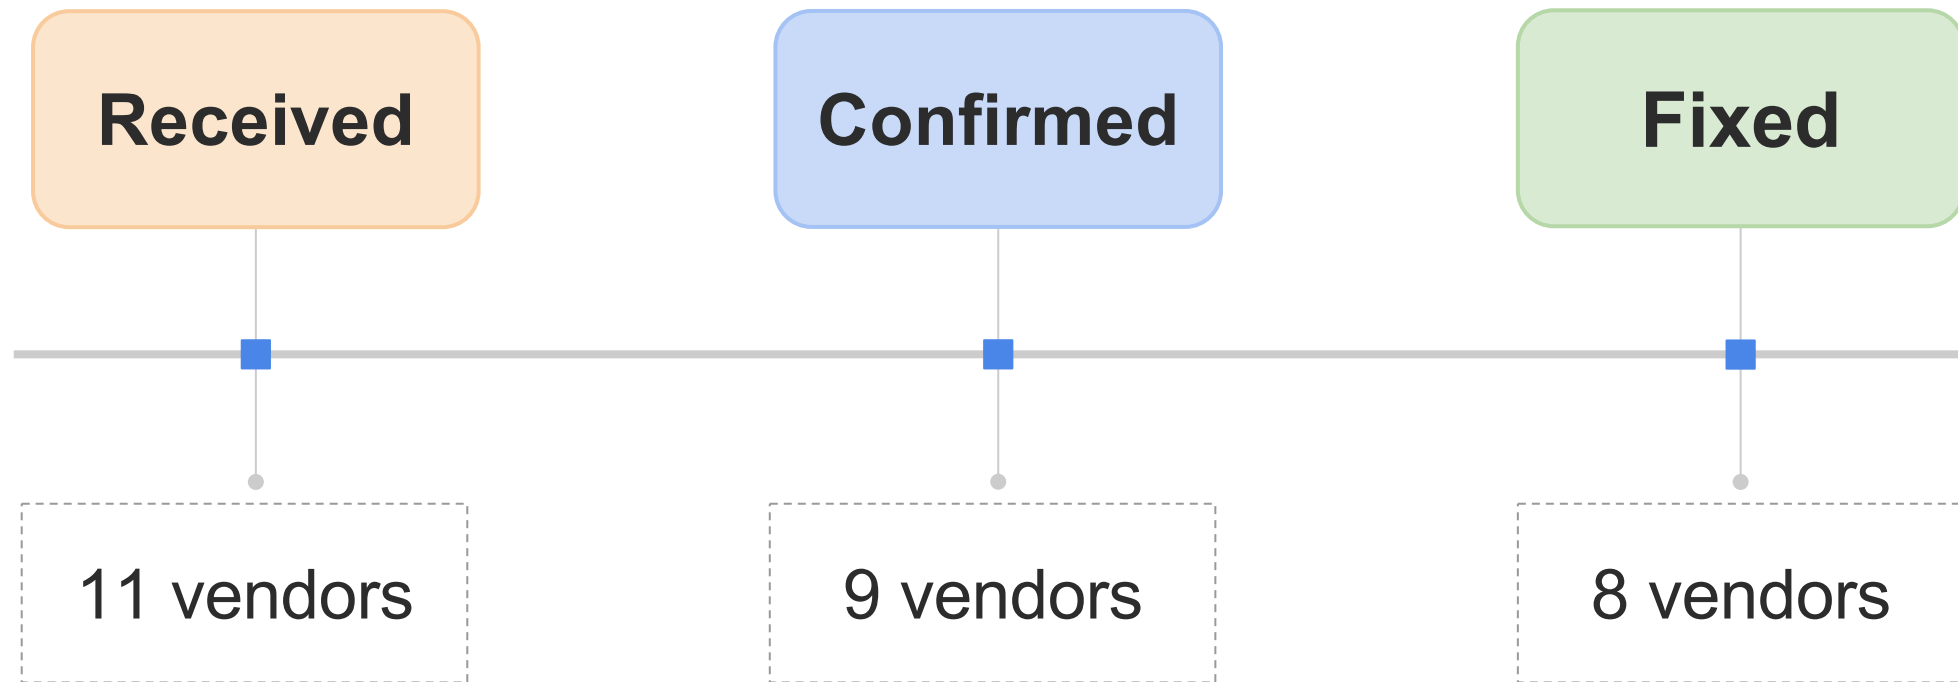 Received
Confirmed
Fixed
11 vendors
9 vendors
8 vendors